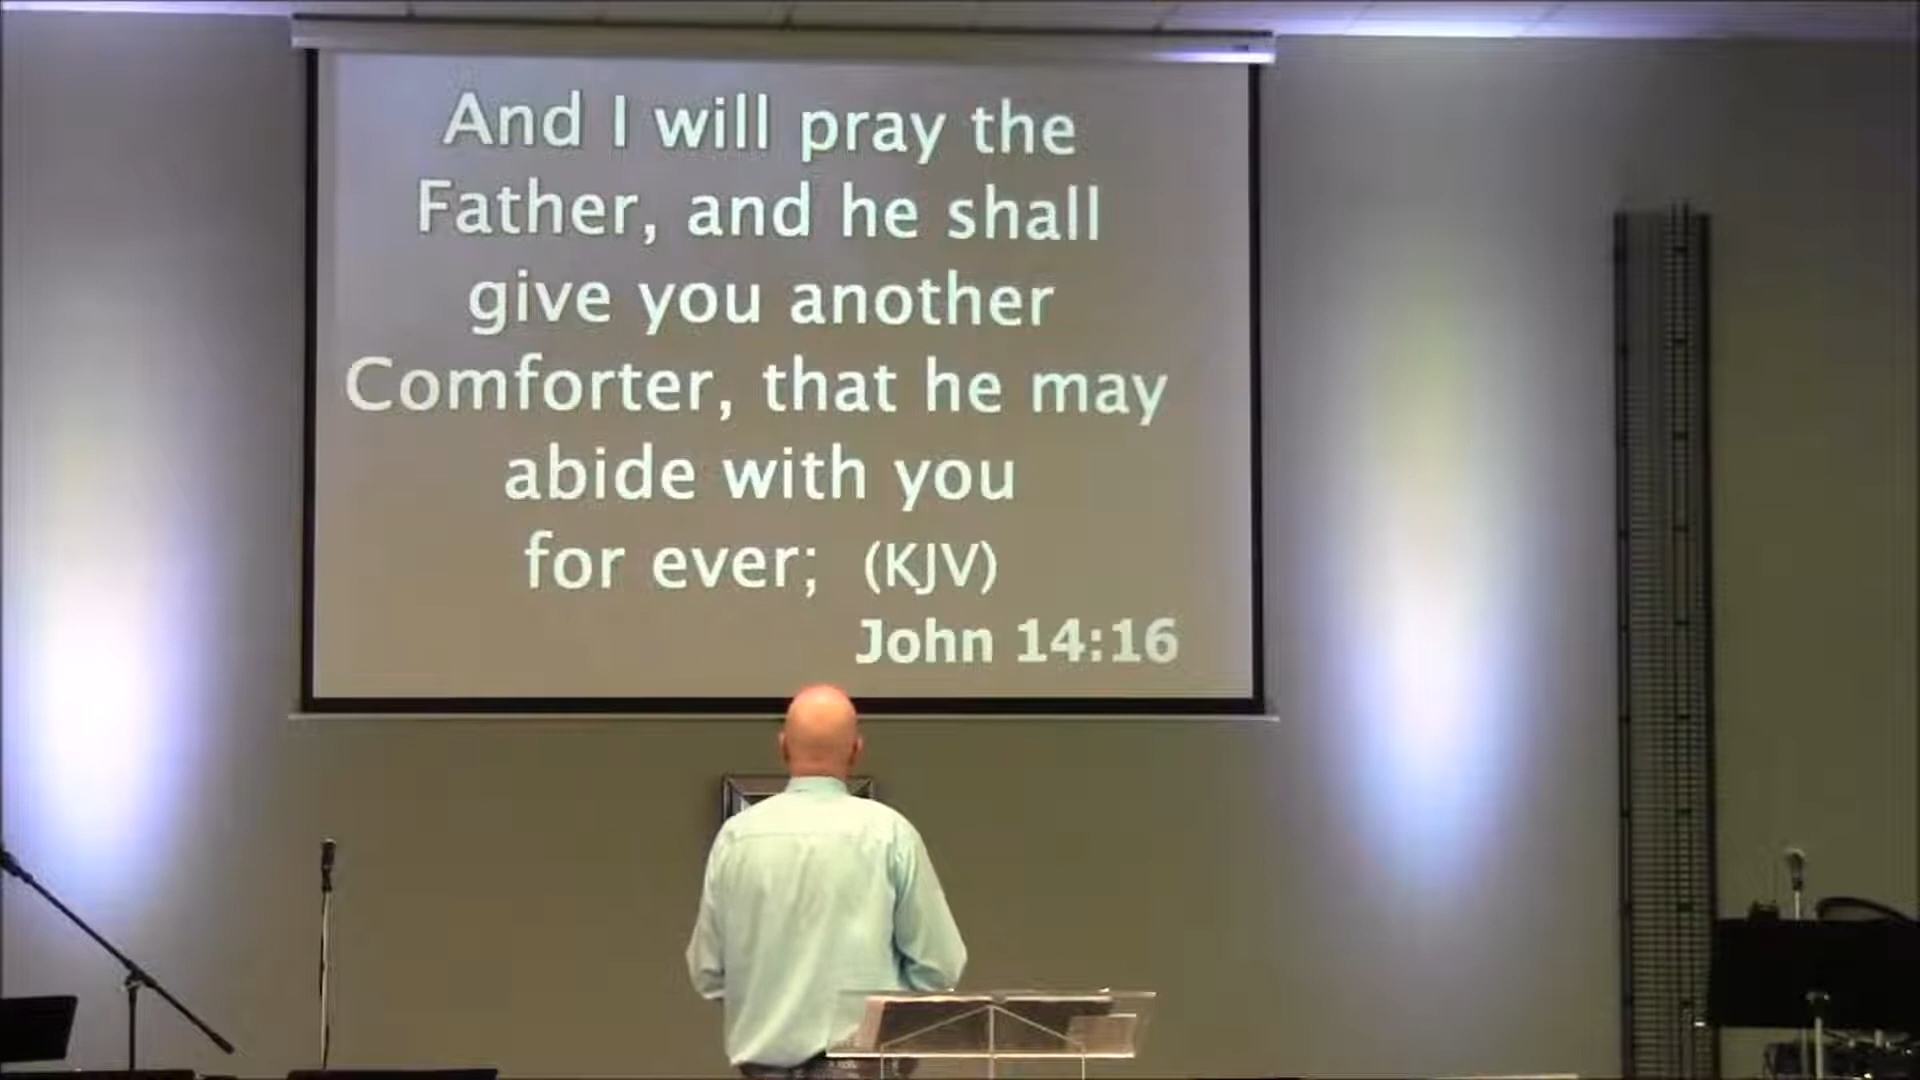 And I will pray the
Father, and he shall
give you another
Comforter, that he may
abide with you
for ever; (KJV)
John 14:16